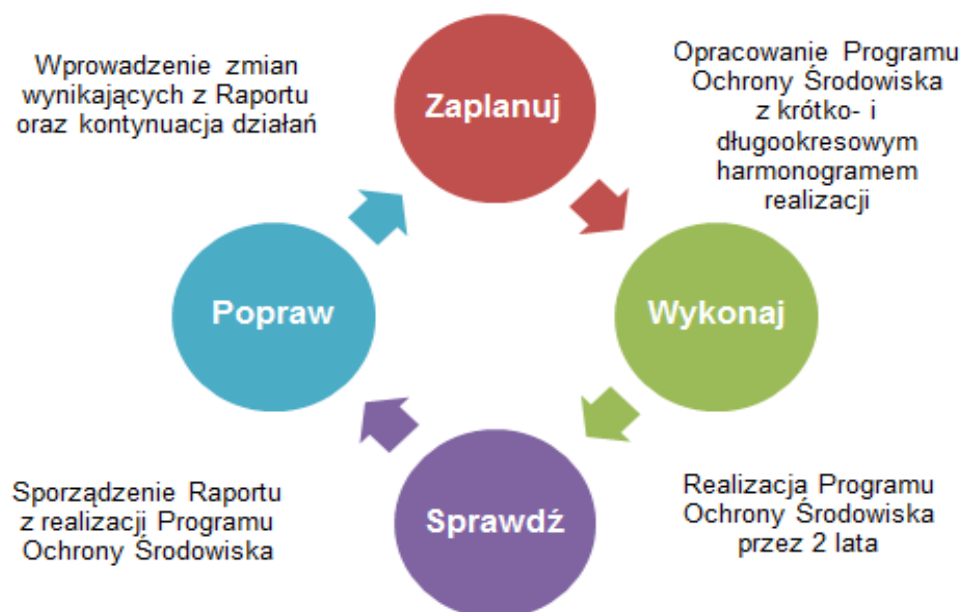 Wprowadzenie zmian
wynikających z Raportu
oraz kontynuacja działań
Zaplanuj
Opracowanie Programu
Ochrony Środowiska
z krótko- i
długookresowym
harmonogramem
realizacji
Popraw
Wykonaj
Sporządzenie Raportu
z realizacji Programu
Ochrony Środowiska
Sprawdź
Realizacja Programu
Ochrony Środowiska
przez 2 lata